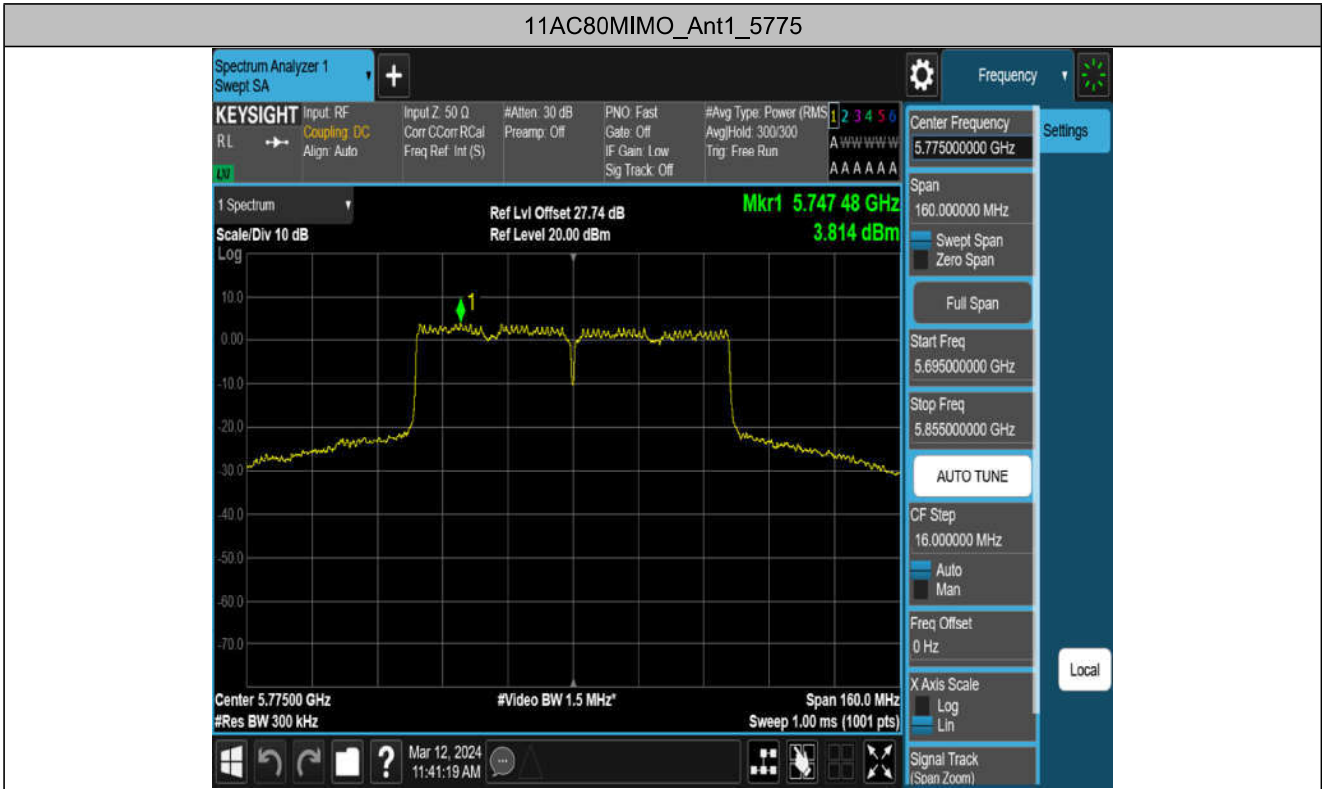 11AC80MIMO_Ant1_5775
Spectrum Analyzer 1
Swept SA
+
Frequency
KEYSIGHT
RL
LXI
Input: RF
Coupling: DC
Align: Auto
Input Z: 50 Ω
Corr CCorr RCal
Freq Ref: Int (S)
#Atten: 30 dB
Preamp: Off
PNO: Fast
Gate: Off
IF Gain: Low
Sig Track: Off
#Avg Type: Power (RMS
Avg|Hold: 300/300
Trig: Free Run
1 2 3 4 5 6
A W W W W W
A A A A A A
1 Spectrum
Scale/Div 10 dB
Log
Ref Lvl Offset 27.74 dB
Ref Level 20.00 dBm
Mkr1 5.747 48 GHz
3.814 dBm
1
10.0
0.00
-10.0
-20.0
-30.0
-40.0
-50.0
-60.0
-70.0
Center 5.77500 GHz
#Res BW 300 kHz
#Video BW 1.5 MHz*
Span 160.0 MHz
Sweep 1.00 ms (1001 pts)
?
Mar 12, 2024
11:41:19 AM
Center Frequency
5.775000000 GHz
Settings
Span
160.000000 MHz
Swept Span
Zero Span
Full Span
Start Freq
5.695000000 GHz
Stop Freq
5.855000000 GHz
AUTO TUNE
CF Step
16.000000 MHz
Auto
Man
Freq Offset
0 Hz
X Axis Scale
Log
Lin
Local
Signal Track
(Span Zoom)